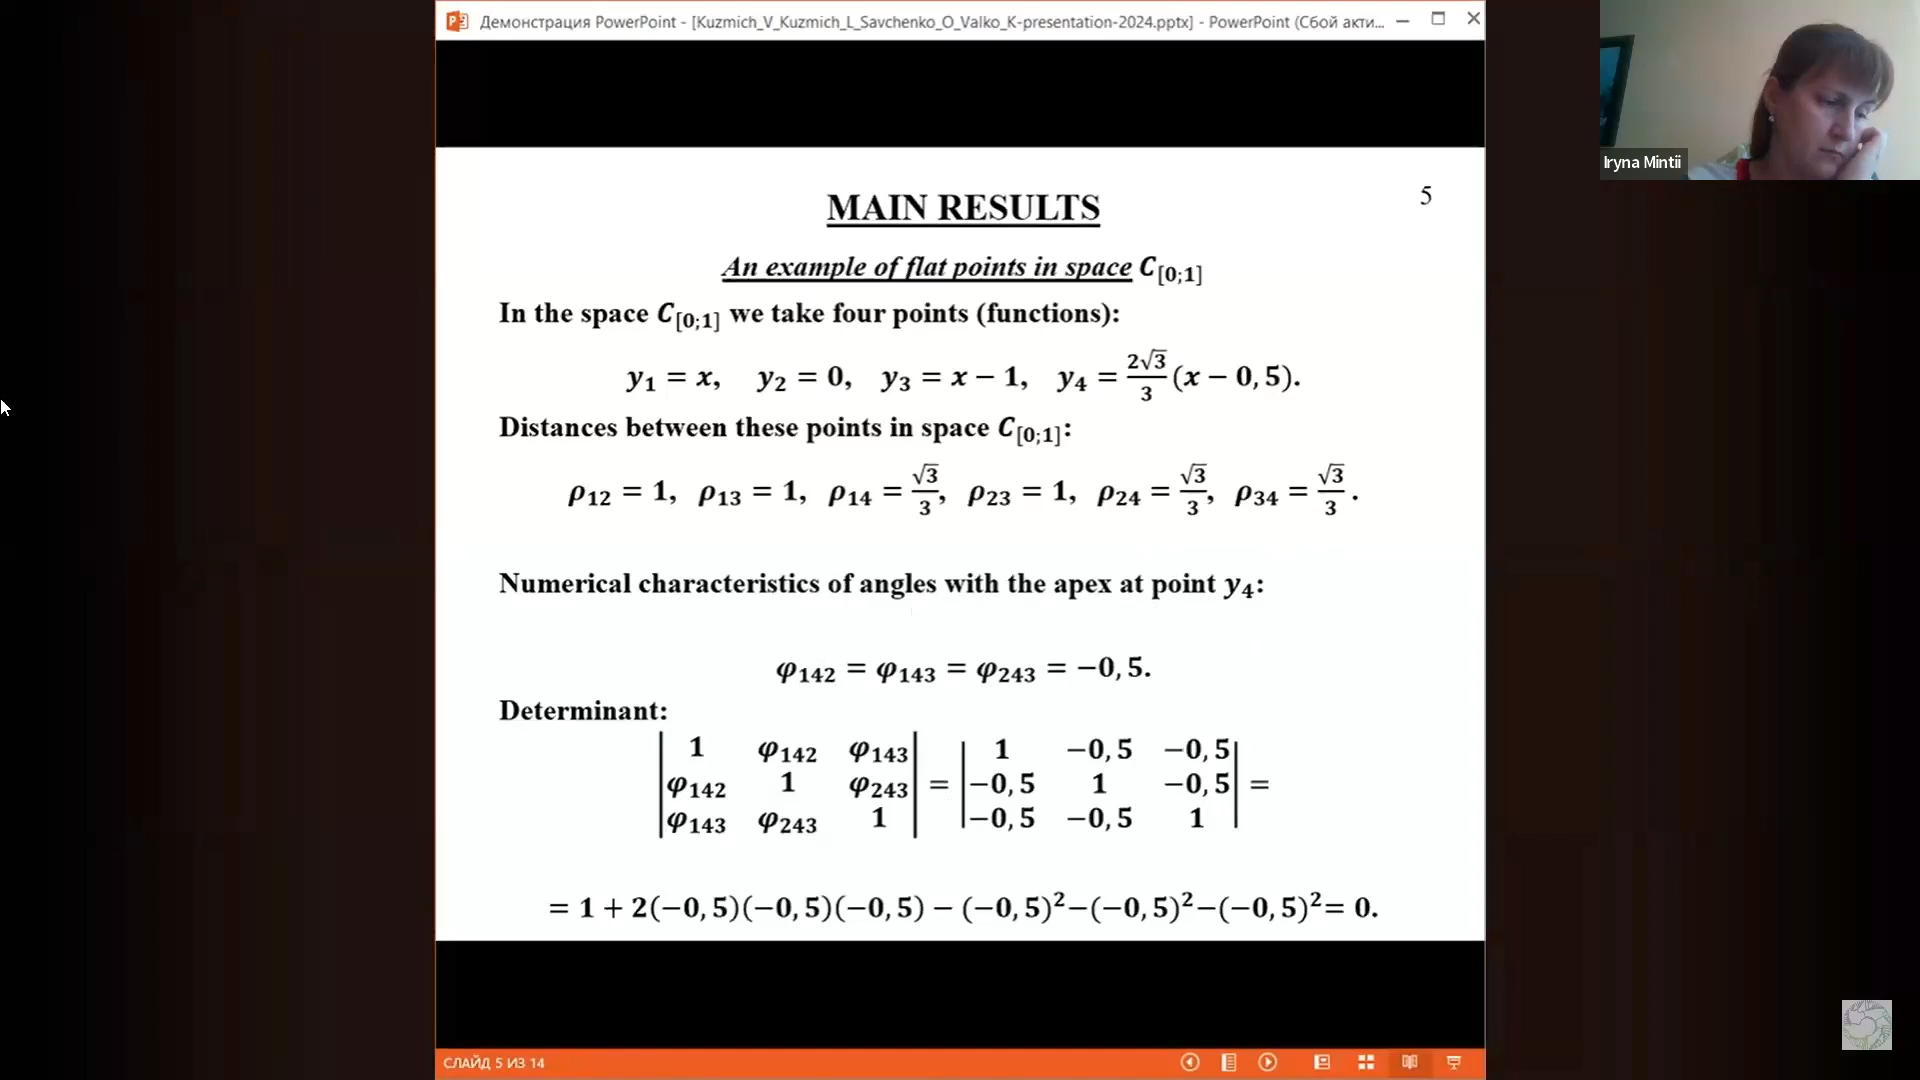 Демонстрация PowerPoint - [Kuzmich_V_Kuzmich_L_Savchenko_O_Valko_K-presentation-2024.pptx] - PowerPoint (Сбой акти...
Iryna Mintii
5
MAIN RESULTS
An example of flat points in space C[0;1]
In the space C[0;1] we take four points (functions):
y₁ = x, y₂ = 0, y₃ = x − 1, y₄ = 2√3/3 (x − 0,5).
Distances between these points in space C[0;1]:
ρ₁₂ = 1, ρ₁₃ = 1, ρ₁₄ = √3/3, ρ₂₃ = 1, ρ₂₄ = √3/3, ρ₃₄ = √3/3 .
Numerical characteristics of angles with the apex at point y₄:
φ₁₄₂ = φ₁₄₃ = φ₂₄₃ = −0,5.
Determinant:
| 1 φ₁₄₂ φ₁₄₃ | | 1 −0,5 −0,5 |
| φ₁₄₂ 1 φ₂₄₃ | = | −0,5 1 −0,5 | =
| φ₁₄₃ φ₂₄₃ 1 | | −0,5 −0,5 1 |
= 1 + 2(−0,5)(−0,5)(−0,5) − (−0,5)²−(−0,5)²−(−0,5)²= 0.
СЛАЙД 5 ИЗ 14